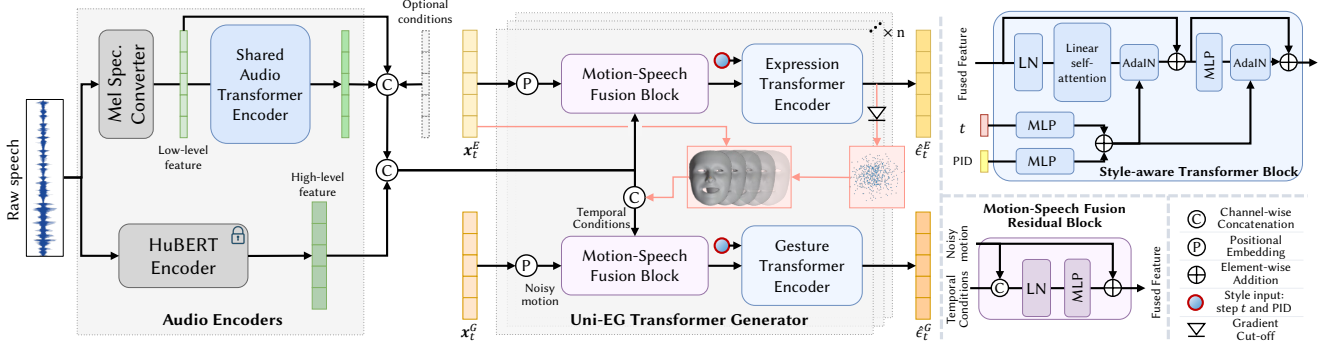 Raw speech
Mel Spec.
Converter
Low-level
feature
Shared
Audio
Transformer
Encoder
Optional
conditions
C
C
High-level
feature
HuBERT
Encoder
Audio Encoders
x_t^E
P
Motion-Speech
Fusion Block
Expression
Transformer
Encoder
× n
ε̂_t^E
C
Temporal
Conditions
x_t^G
P
Noisy
motion
Motion-Speech
Fusion Block
Gesture
Transformer
Encoder
ε̂_t^G
Uni-EG Transformer Generator
Fused Feature
LN
Linear
self-
attention
AdaIN
MLP
AdaIN
t
MLP
PID
MLP
Style-aware Transformer Block
Motion-Speech Fusion
Residual Block
Noisy
motion
Temporal
Conditions
C
LN
MLP
Fused Feature
C
Channel-wise
Concatenation
P
Positional
Embedding
Element-wise
Addition
Style input:
step t and PID
Gradient
Cut-off